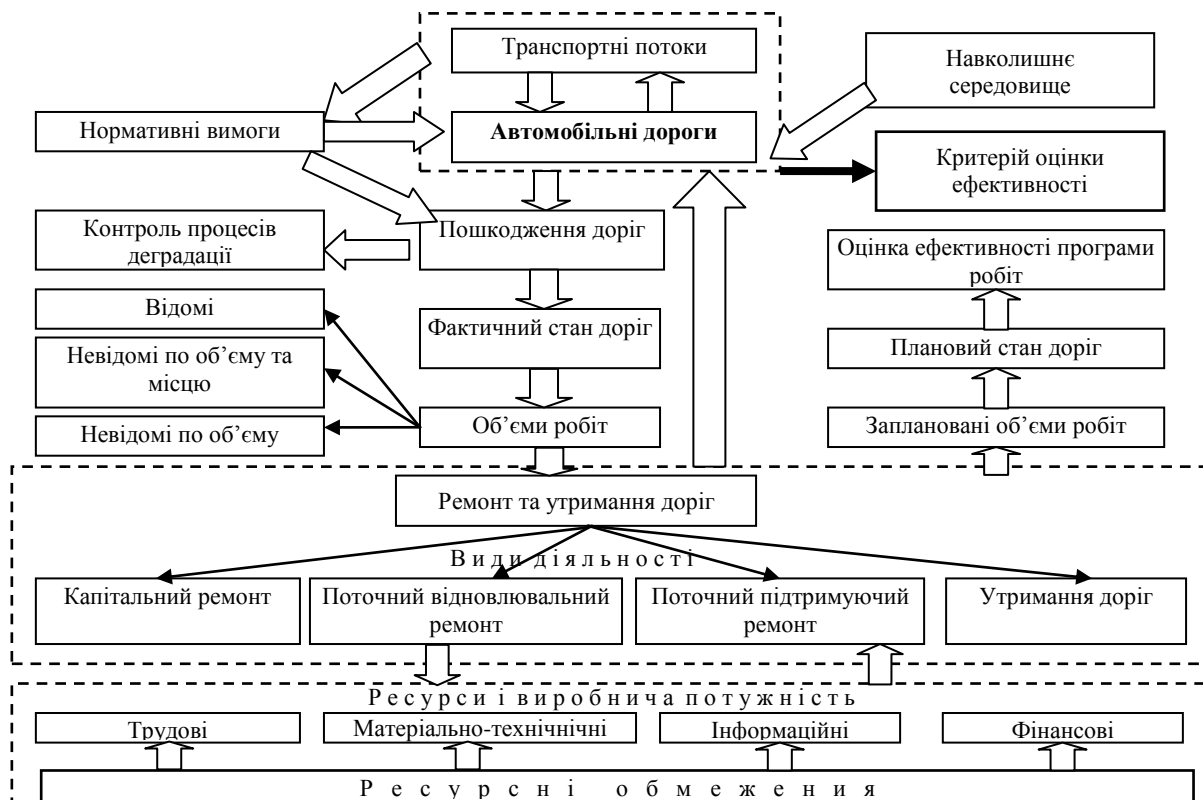 Транспортні потоки
Навколишнє
середовище
Нормативні вимоги
Автомобільні дороги
Критерій оцінки
ефективності
Контроль процесів
деградації
Пошкодження доріг
Оцінка ефективності програми
робіт
Відомі
Фактичний стан доріг
Невідомі по об’єму та
місцю
Плановий стан доріг
Невідомі по об’єму
Об’єми робіт
Заплановані об’єми робіт
Ремонт та утримання доріг
Види діяльності
Капітальний ремонт
Поточний відновлювальний
ремонт
Поточний підтримуючий
ремонт
Утримання доріг
Ресурси і виробнича потужність
Трудові
Матеріально-технічнічні
Інформаційні
Фінансові
Ресурсні обмеження